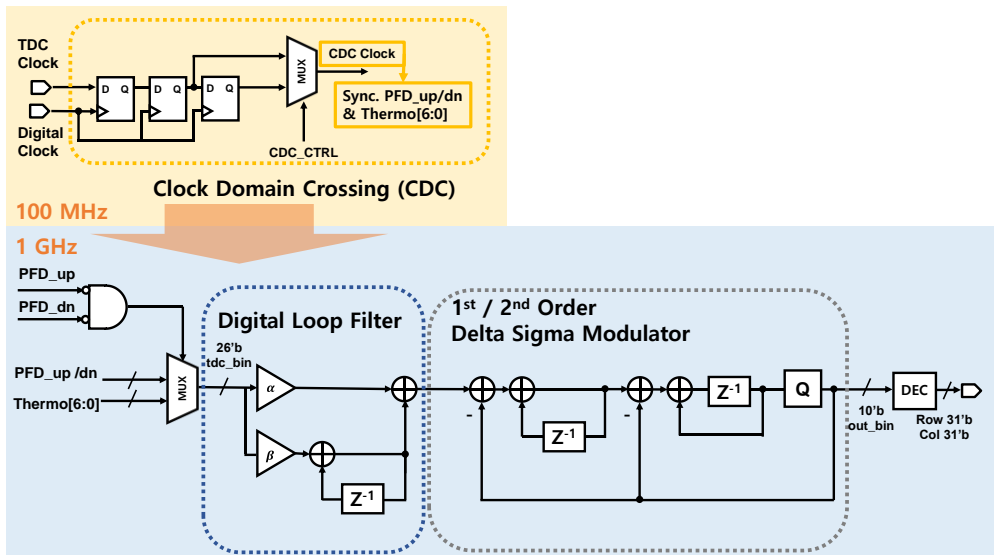 TDC
Clock
Digital
Clock
D Q
D Q
D Q
MUX
CDC Clock
Sync. PFD_up/dn
& Thermo[6:0]
CDC_CTRL
Clock Domain Crossing (CDC)
100 MHz
1 GHz
PFD_up
PFD_dn
PFD_up /dn
Thermo[6:0]
MUX
26'b
tdc_bin
Digital Loop Filter
α
β
Z-1
1st / 2nd Order
Delta Sigma Modulator
-
Z-1
-
Z-1
Q
10'b
out_bin
DEC
Row 31'b
Col 31'b